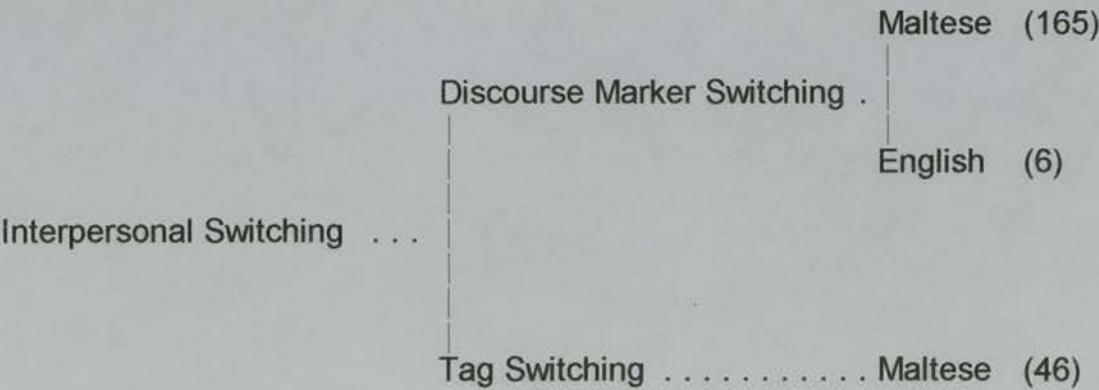 Maltese (165)
Discourse Marker Switching .
English (6)
Interpersonal Switching ...
Tag Switching ........... Maltese (46)